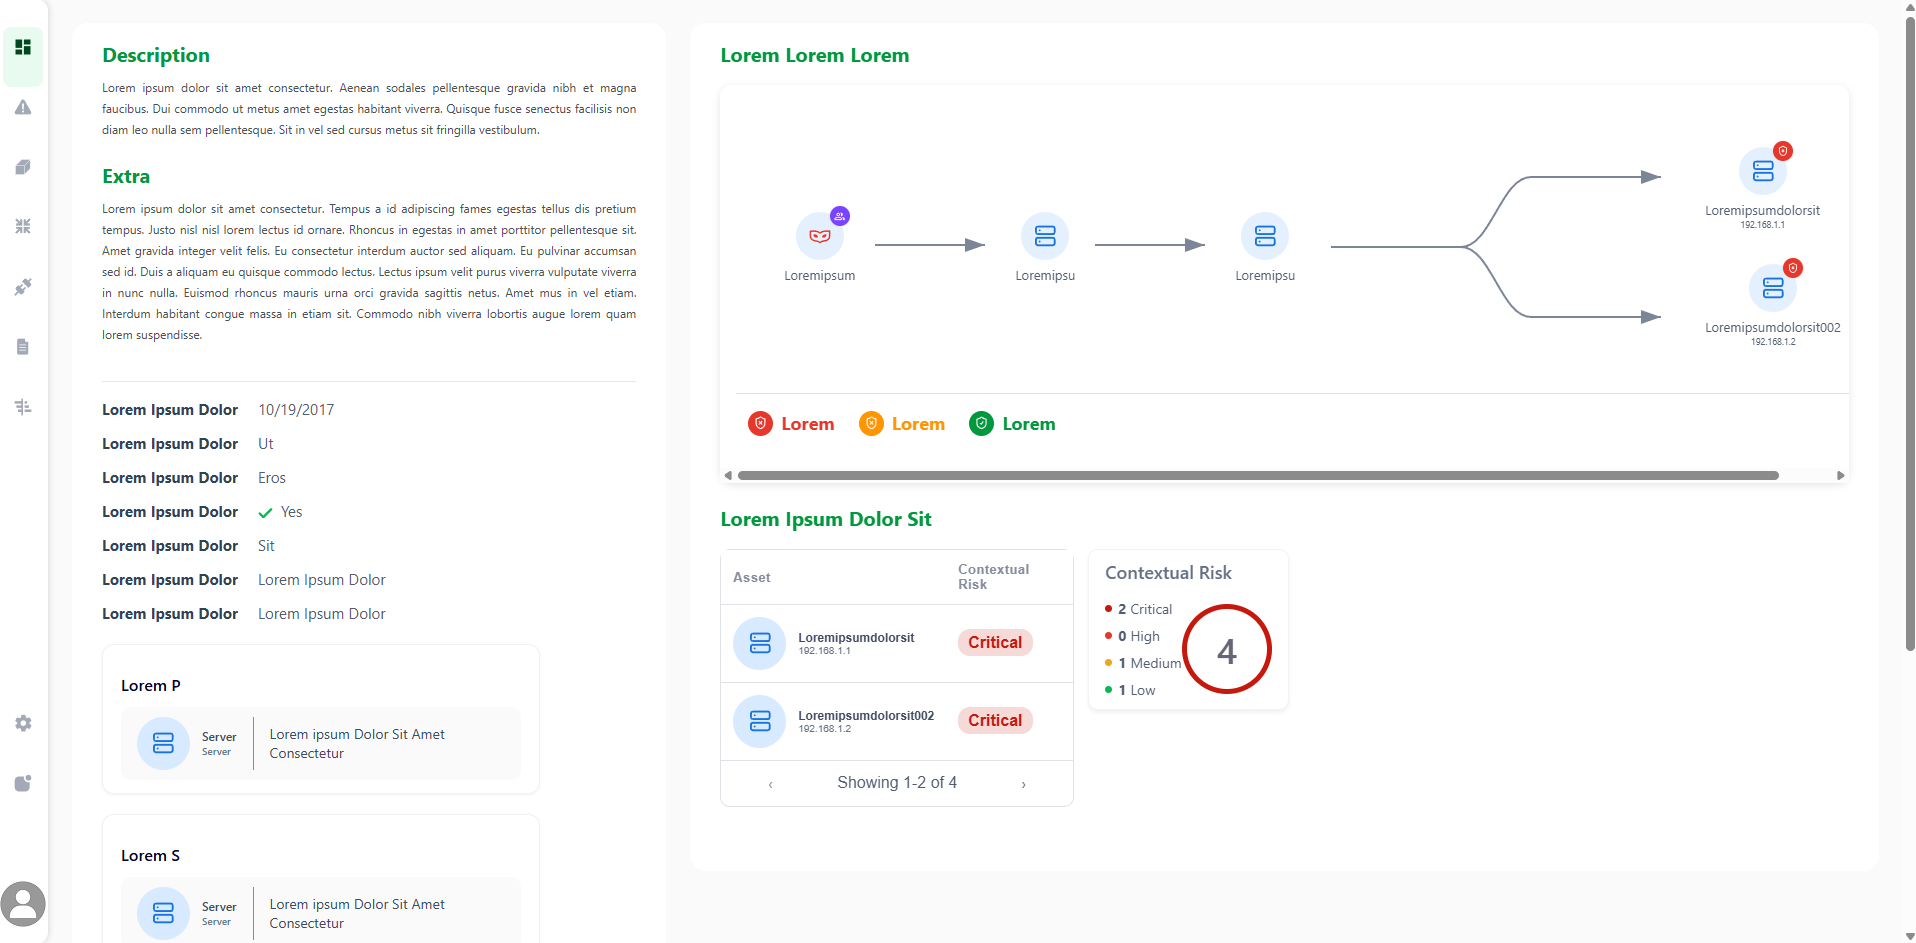 Description
Lorem ipsum dolor sit amet consectetur. Aenean sodales pellentesque gravida nibh et magna
faucibus. Dui commodo ut metus amet egestas habitant viverra. Quisque fusce senectus facilisis non
diam leo nulla sem pellentesque. Sit in vel sed cursus metus sit fringilla vestibulum.
Extra
Lorem ipsum dolor sit amet consectetur. Tempus a id adipiscing fames egestas tellus dis pretium
tempus. Justo nisl nisl lorem lectus id ornare. Rhoncus in egestas in amet porttitor pellentesque sit.
Amet gravida integer velit felis. Eu consectetur interdum auctor sed aliquam. Eu pulvinar accumsan
sed id. Duis a aliquam eu quisque commodo lectus. Lectus ipsum velit purus viverra vulputate viverra
in nunc nulla. Euismod rhoncus mauris urna orci gravida sagittis netus. Amet mus in vel etiam.
Interdum habitant congue massa in etiam sit. Commodo nibh viverra lobortis augue lorem quam
lorem suspendisse.
Lorem Ipsum Dolor 10/19/2017
Lorem Ipsum Dolor Ut
Lorem Ipsum Dolor Eros
Lorem Ipsum Dolor Yes
Lorem Ipsum Dolor Sit
Lorem Ipsum Dolor Lorem Ipsum Dolor
Lorem Ipsum Dolor Lorem Ipsum Dolor
Lorem P
Server
Server
Lorem ipsum Dolor Sit Amet
Consectetur
Lorem S
Server
Server
Lorem ipsum Dolor Sit Amet
Consectetur
Lorem Lorem Lorem
Loremipsum
Loremipsu
Loremipsu
Loremipsumdolorsit
192.168.1.1
Loremipsumdolorsit002
192.168.1.2
Lorem Lorem Lorem
Lorem Ipsum Dolor Sit
Asset
Contextual
Risk
Loremipsumdolorsit
192.168.1.1
Critical
Loremipsumdolorsit002
192.168.1.2
Critical
‹ Showing 1-2 of 4 ›
Contextual Risk
2 Critical
0 High
1 Medium
1 Low
4